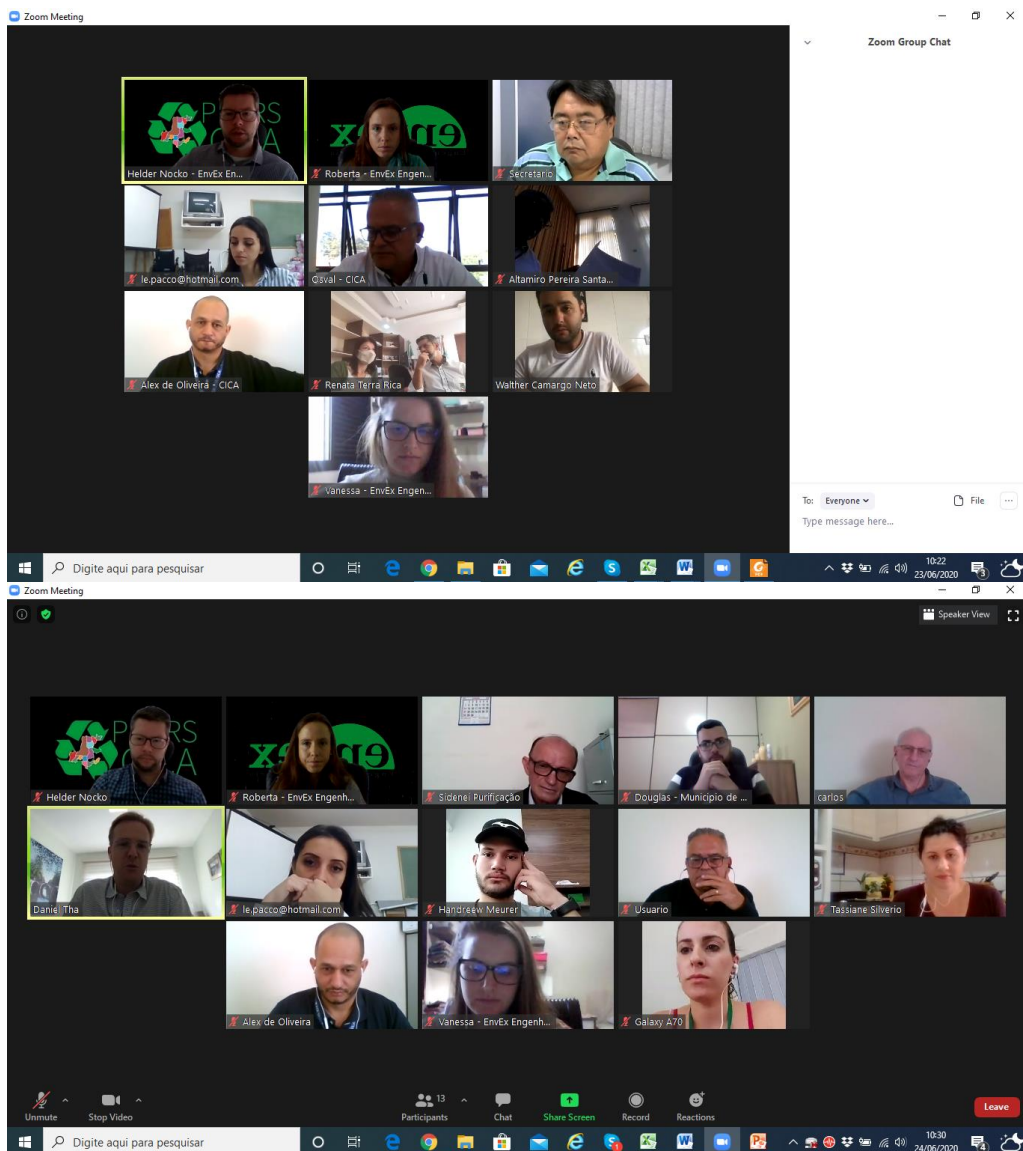 Zoom Meeting
Zoom Group Chat
Helder Nocko - EnvEx En...
Roberta - EnvEx Engen...
Secretario
le.pacco@hotmail.com
Osval - CICA
Altamiro Pereira Santa...
Alex de Oliveira - CICA
Renata Terra Rica
Walther Camargo Neto
Vanessa - EnvEx Engen...
To: Everyone File
Type message here...
Digite aqui para pesquisar
10:22
23/06/2020
3
Zoom Meeting
Speaker View
Helder Nocko
Roberta - EnvEx Engenh...
Sidenei Purificação
Douglas - Município de ...
carlos
Daniel Tha
le.pacco@hotmail.com
Handreew Meurer
Usuario
Tassiane Silverio
Alex de Oliveira
Vanessa - EnvEx Engenh...
Galaxy A70
13
Unmute Stop Video Participants Chat Share Screen Record Reactions Leave
Digite aqui para pesquisar
10:30
24/06/2020
4